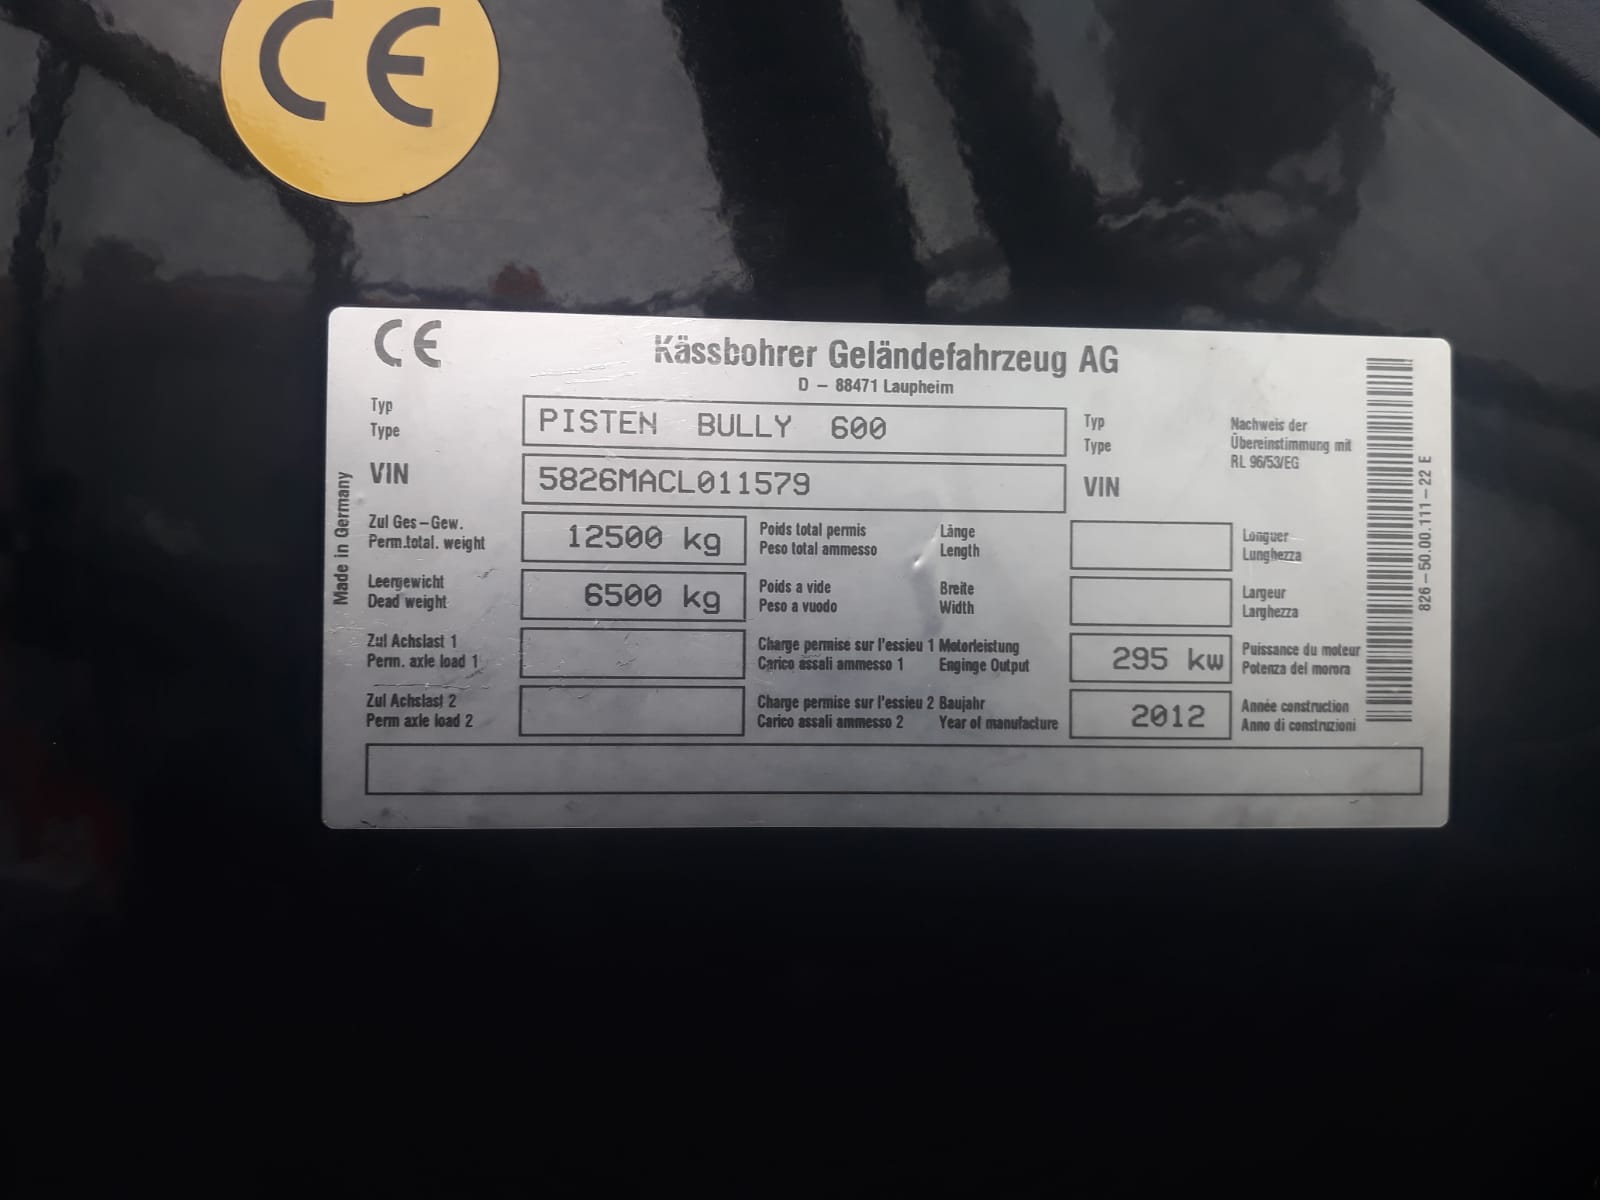 CE
CE
Kässbohrer Geländefahrzeug AG
D – 88471 Laupheim
Typ
Type
PISTEN BULLY 600
Typ
Type
Nachweis der
Übereinstimmung mit
RL 96/53/EG
VIN
5826MACL011579
VIN
Zul Ges–Gew.
Perm.total. weight
12500 kg
Poids total permis
Peso total ammesso
Länge
Length
Longuer
Lunghezza
Leergewicht
Dead weight
6500 kg
Poids a vide
Peso a vuodo
Breite
Width
Largeur
Larghezza
Zul Achslast 1
Perm. axle load 1
Charge permise sur l'essieu 1
Carico assali ammesso 1
Motorleistung
Enginge Output
295 kw
Puissance du moteur
Potenza del morora
Zul Achslast 2
Perm axle load 2
Charge permise sur l'essieu 2
Carico assali ammesso 2
Baujahr
Year of manufacture
2012
Année construction
Anno di construzioni
Made in Germany
826–50.00.111–22 E